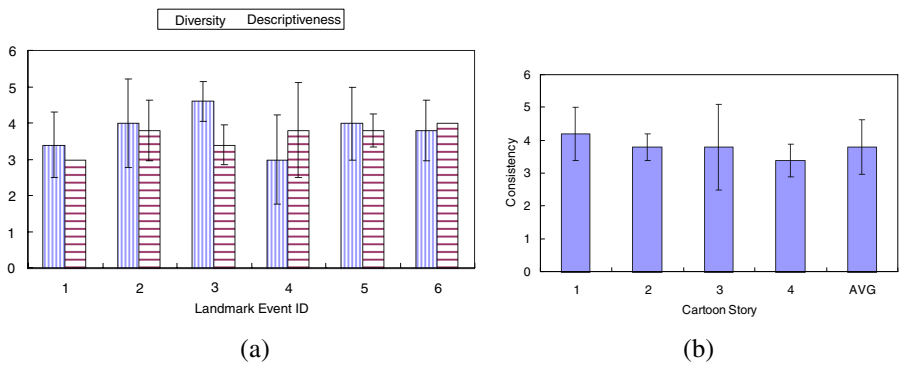 Diversity Descriptiveness
6
5
4
3
2
1
0
1 2 3 4 5 6
Landmark Event ID
(a)
6
5
4
3
2
1
0
Consistency
1 2 3 4 AVG
Cartoon Story
(b)